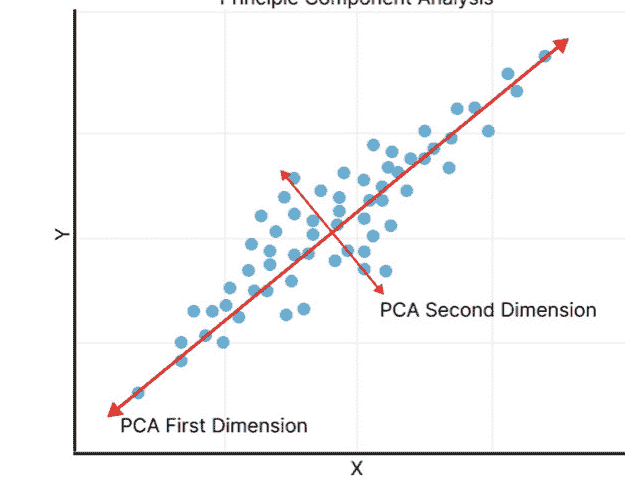 Principle Component Analysis
Y
PCA Second Dimension
PCA First Dimension
X